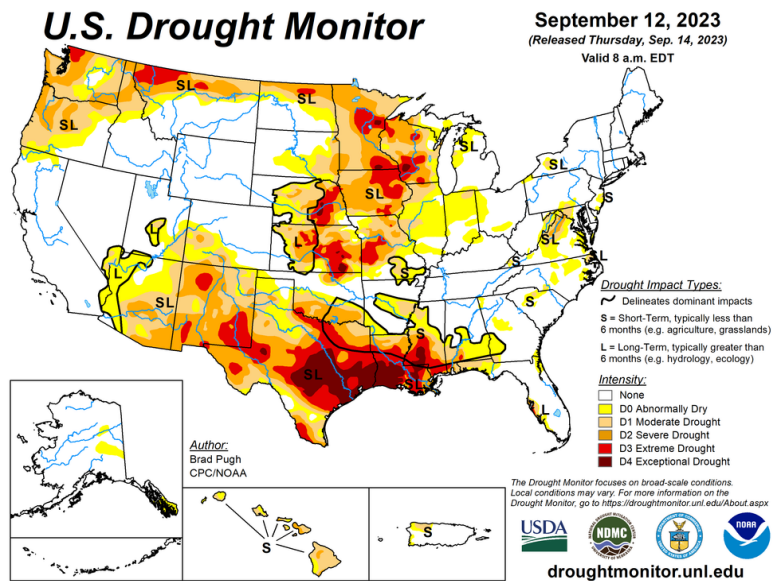 U.S. Drought Monitor
September 12, 2023
(Released Thursday, Sep. 14, 2023)
Valid 8 a.m. EDT
SL
SL
SL
SL
SL
S
SL
SL
L
L
L
L
S
S
L
SL
S
S
SL
SL
L
Drought Impact Types:
Delineates dominant impacts
S = Short-Term, typically less than
6 months (e.g. agriculture, grasslands)
L = Long-Term, typically greater than
6 months (e.g. hydrology, ecology)
Intensity:
None
D0 Abnormally Dry
D1 Moderate Drought
D2 Severe Drought
D3 Extreme Drought
D4 Exceptional Drought
Author:
Brad Pugh
CPC/NOAA
S
S
The Drought Monitor focuses on broad-scale conditions.
Local conditions may vary. For more information on the
Drought Monitor, go to https://droughtmonitor.unl.edu/About.aspx
USDA
NDMC
NOAA
droughtmonitor.unl.edu